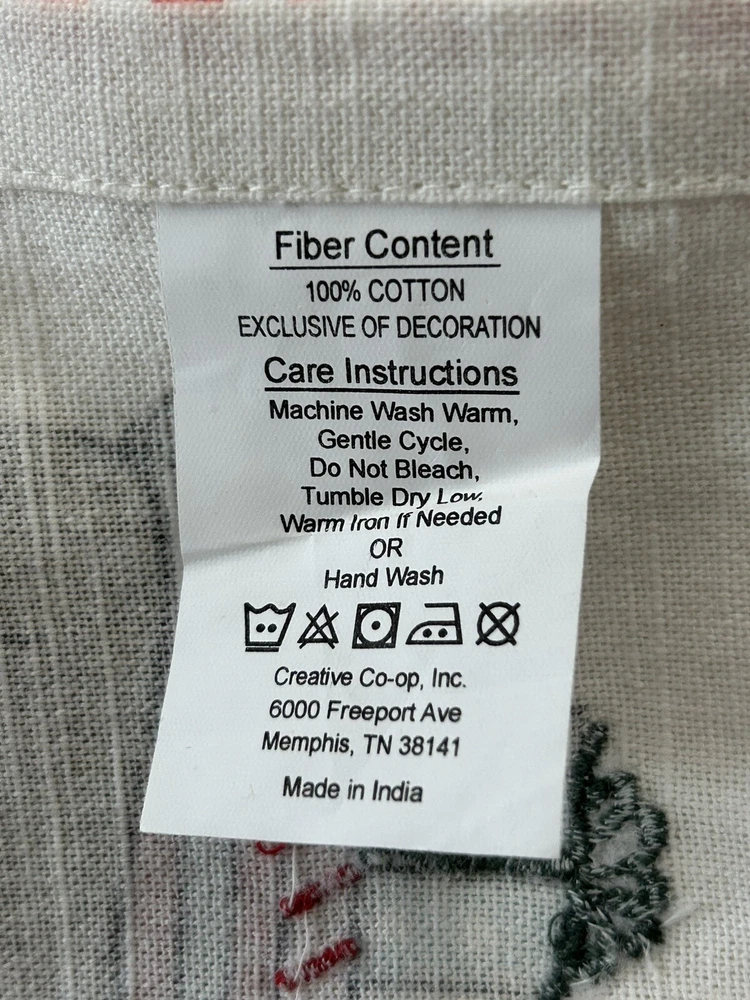 Fiber Content
100% COTTON
EXCLUSIVE OF DECORATION
Care Instructions
Machine Wash Warm,
Gentle Cycle,
Do Not Bleach,
Tumble Dry Low,
Warm Iron If Needed
OR
Hand Wash
Creative Co-op, Inc.
6000 Freeport Ave
Memphis, TN 38141
Made in India